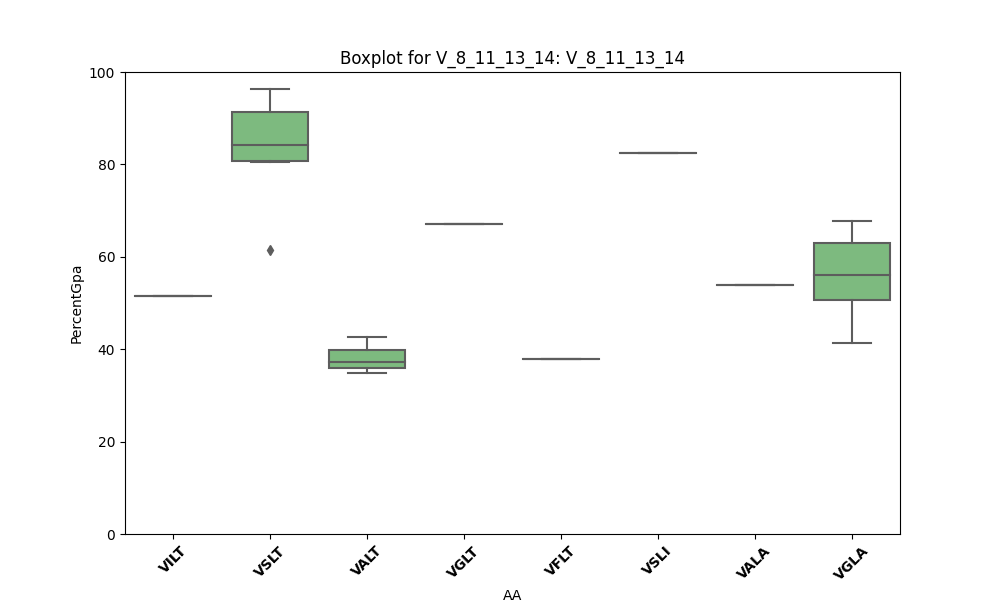 Boxplot for V_8_11_13_14: V_8_11_13_14
100
80
60
40
20
0
PercentGpa
VILT VSLT VALT VGLT VFLT VSLI VALA VGLA
AA